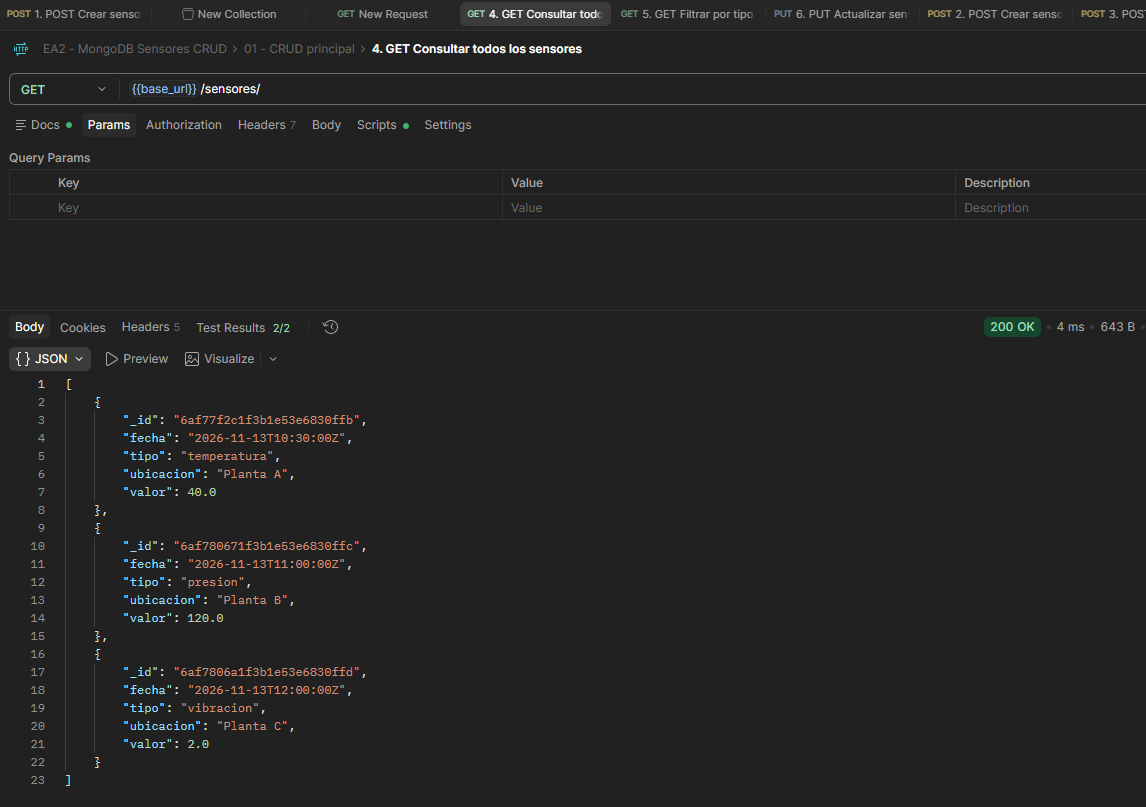 POST 1. POST Crear senso New Collection GET New Request GET 4. GET Consultar todo GET 5. GET Filtrar por tipo PUT 6. PUT Actualizar sen POST 2. POST Crear senso POST 3. POS
HTTP EA2 - MongoDB Sensores CRUD > 01 - CRUD principal > 4. GET Consultar todos los sensores
GET {{base_url}} /sensores/
Docs Params Authorization Headers 7 Body Scripts Settings
Query Params
Key Value Description
Key Value Description
Body Cookies Headers 5 Test Results 2/2 200 OK 4 ms 643 B
{} JSON Preview Visualize
1 [
2 {
3 "_id": "6af77f2c1f3b1e53e6830ffb",
4 "fecha": "2026-11-13T10:30:00Z",
5 "tipo": "temperatura",
6 "ubicacion": "Planta A",
7 "valor": 40.0
8 },
9 {
10 "_id": "6af780671f3b1e53e6830ffc",
11 "fecha": "2026-11-13T11:00:00Z",
12 "tipo": "presion",
13 "ubicacion": "Planta B",
14 "valor": 120.0
15 },
16 {
17 "_id": "6af7806a1f3b1e53e6830ffd",
18 "fecha": "2026-11-13T12:00:00Z",
19 "tipo": "vibracion",
20 "ubicacion": "Planta C",
21 "valor": 2.0
22 }
23 ]